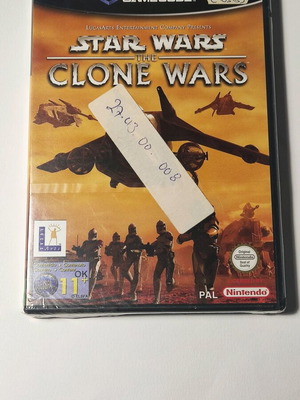 LucasArts Entertainment Company Presents
STAR WARS
THE
CLONE WARS
27.43.00.008
11+
OK
PAL
Nintendo
Original
Nintendo
Seal of
Quality